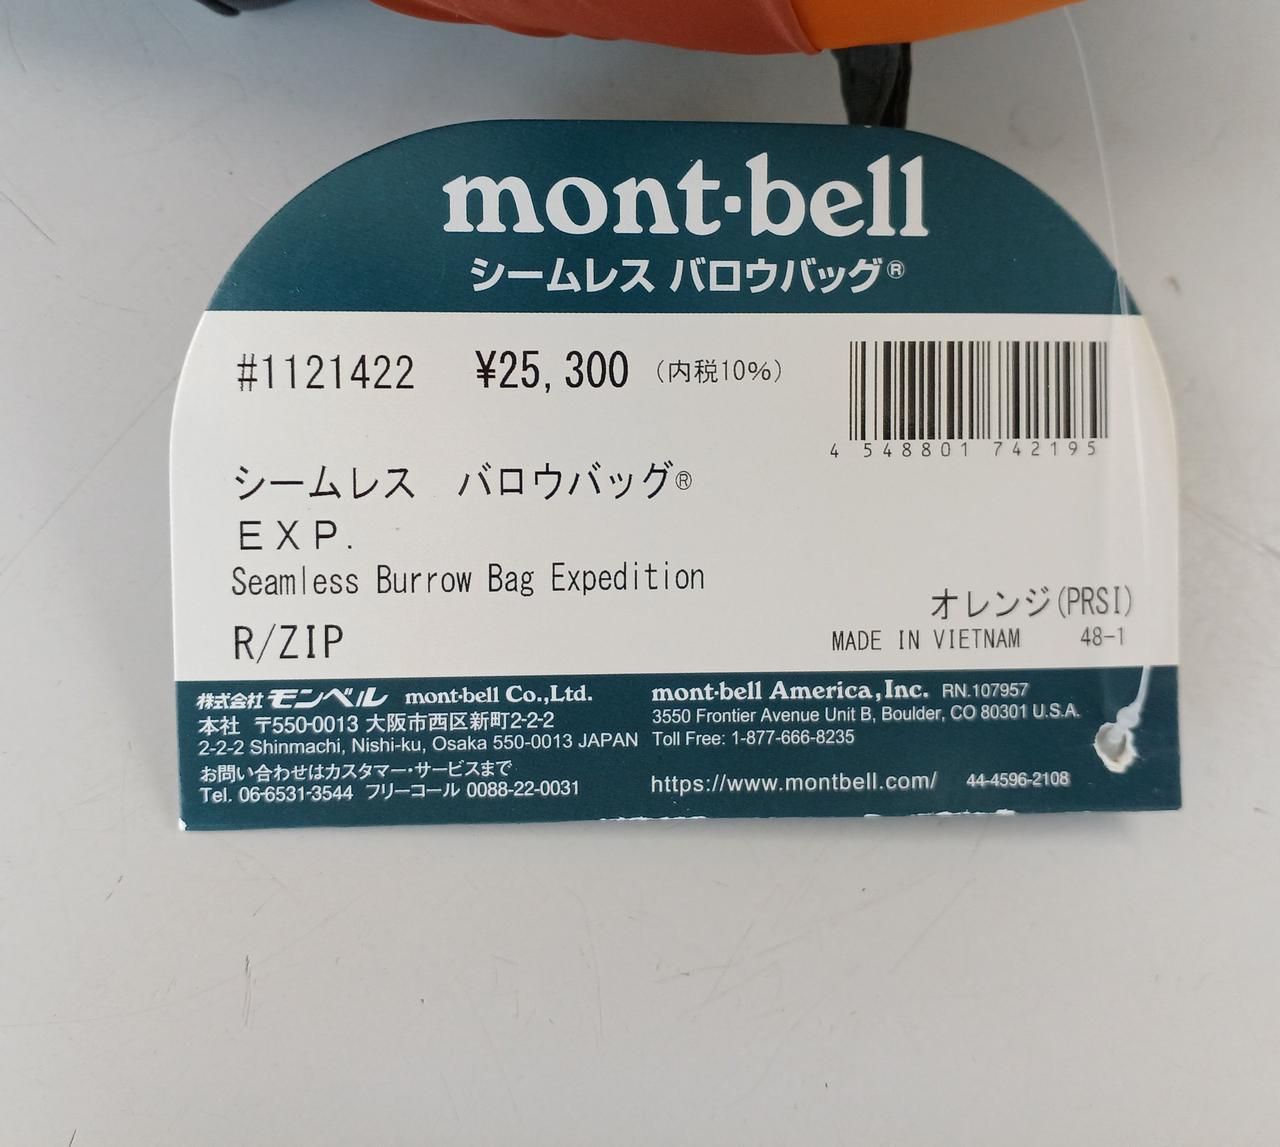 mont·bell
シームレス バロウバッグ®
#1121422 ¥25,300 (内税10%)
4 548801 742195
シームレス バロウバッグ®
EXP.
Seamless Burrow Bag Expedition
オレンジ(PRSI)
R/ZIP
MADE IN VIETNAM 48-1
株式会社モンベル mont·bell Co.,Ltd.
本社 〒550-0013 大阪市西区新町2-2-2
2-2-2 Shinmachi, Nishi-ku, Osaka 550-0013 JAPAN
お問い合わせはカスタマー・サービスまで
Tel. 06-6531-3544 フリーコール 0088-22-0031
mont·bell America, Inc. RN.107957
3550 Frontier Avenue Unit B, Boulder, CO 80301 U.S.A.
Toll Free: 1-877-666-8235
https://www.montbell.com/ 44-4596-2108